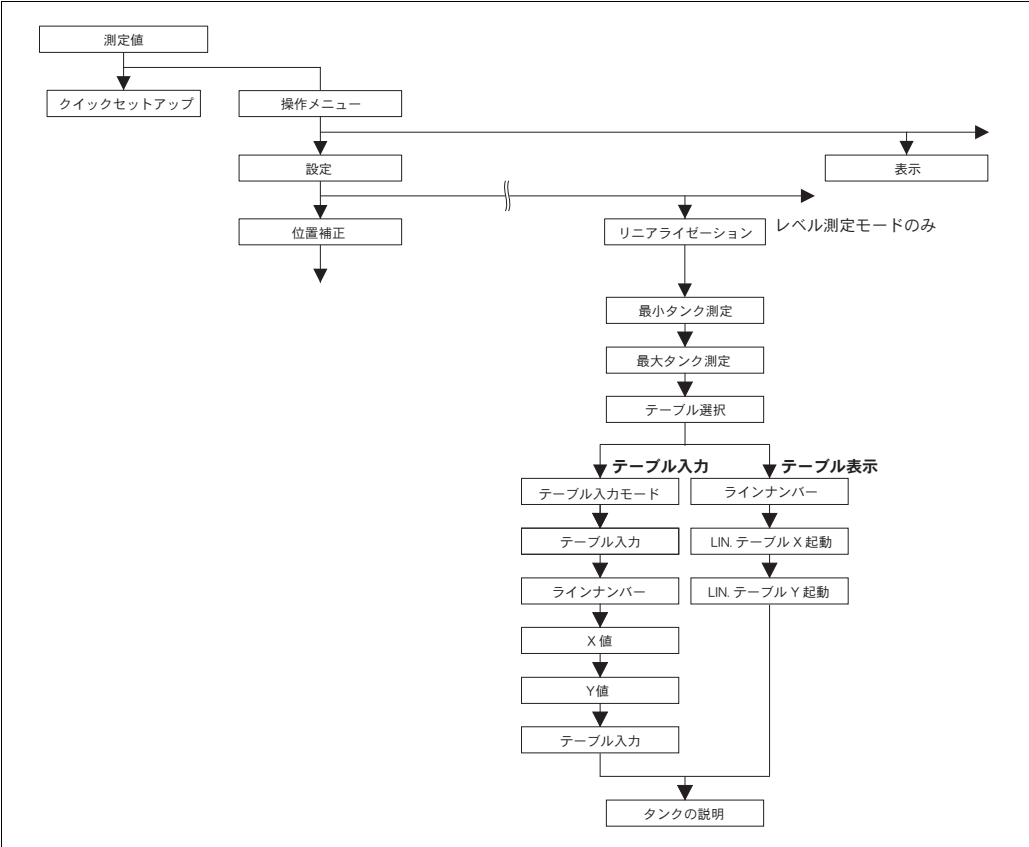 測定値
クイックセットアップ
操作メニュー
設定
表示
位置補正
リニアライゼーション
レベル測定モードのみ
最小タンク測定
最大タンク測定
テーブル選択
テーブル入力
テーブル表示
テーブル入力モード
ラインナンバー
テーブル入力
LIN. テーブル X 起動
ラインナンバー
LIN. テーブル Y 起動
X 値
Y値
テーブル入力
タンクの説明